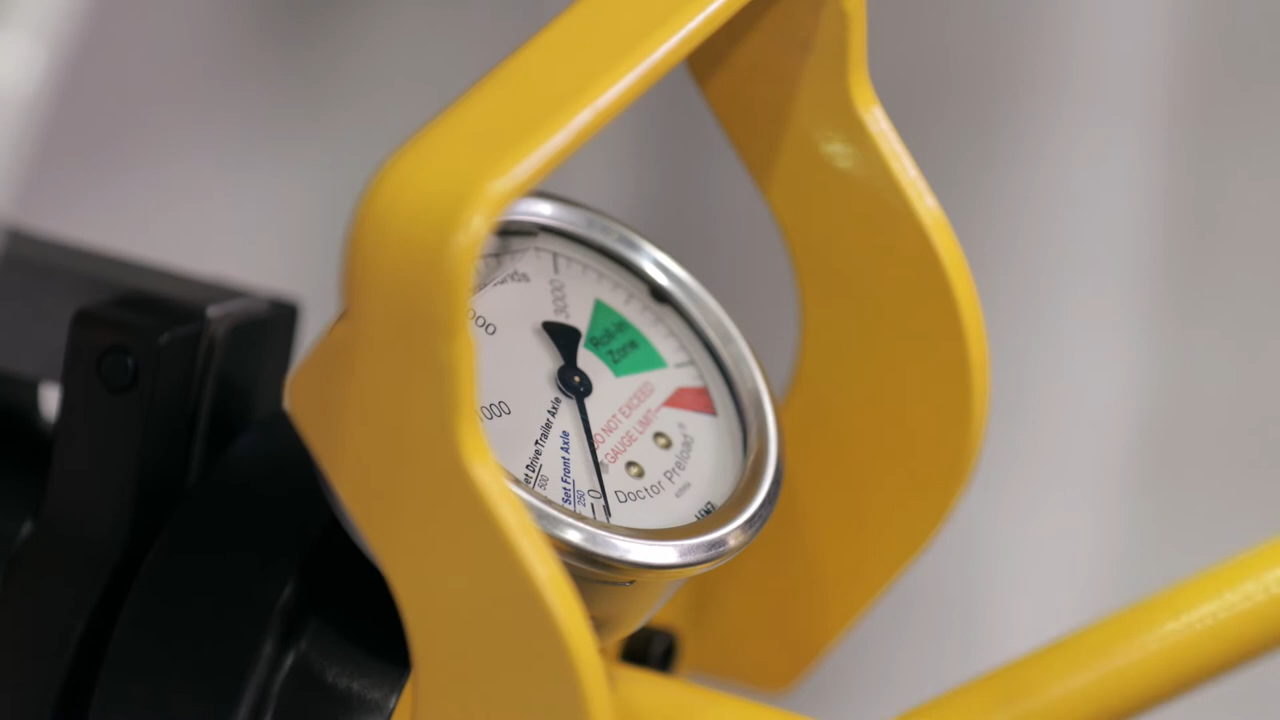 3000
Roll-In
Zone
000
DO NOT EXCEED
GAUGE LIMIT
et Drive/Trailer Axle
500
Set Front Axle
250
0
Doctor Preload®